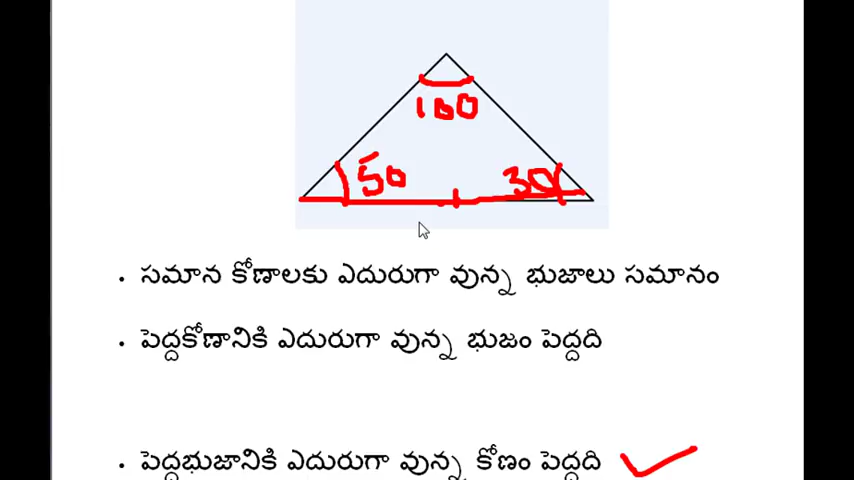 100
50 30
• సమాన కోణాలకు ఎదురుగా వున్న భుజాలు సమానం
• పెద్దకోణానికి ఎదురుగా వున్న భుజం పెద్దది
• పెద్దభుజానికి ఎదురుగా వున్న కోణం పెద్దది